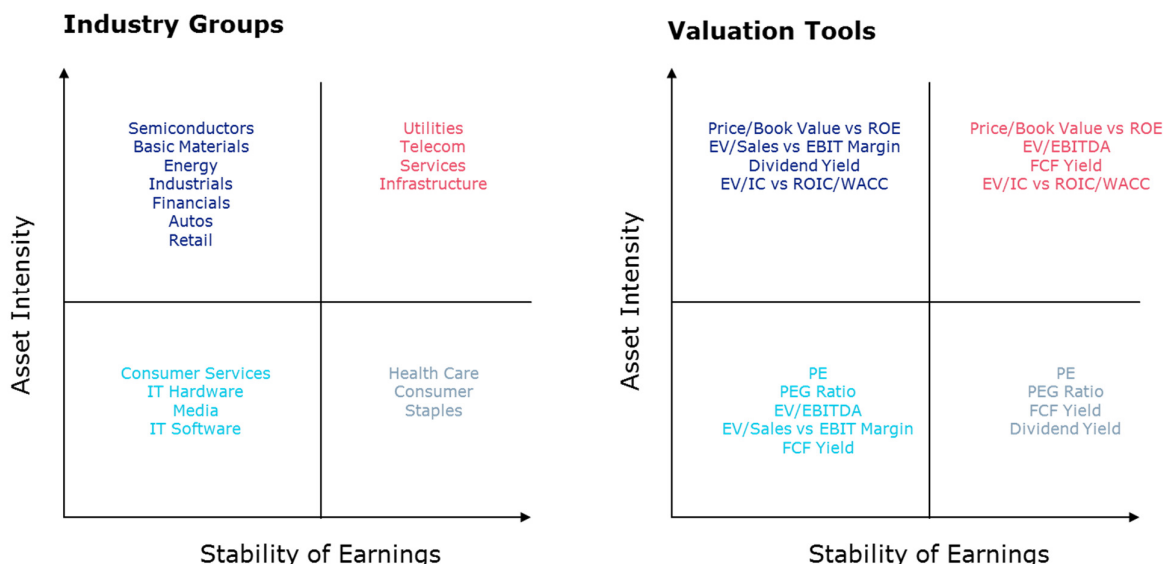 Industry Groups
Asset Intensity
Semiconductors
Basic Materials
Energy
Industrials
Financials
Autos
Retail
Utilities
Telecom
Services
Infrastructure
Consumer Services
IT Hardware
Media
IT Software
Health Care
Consumer
Staples
Stability of Earnings
Valuation Tools
Asset Intensity
Price/Book Value vs ROE
EV/Sales vs EBIT Margin
Dividend Yield
EV/IC vs ROIC/WACC
Price/Book Value vs ROE
EV/EBITDA
FCF Yield
EV/IC vs ROIC/WACC
PE
PEG Ratio
EV/EBITDA
EV/Sales vs EBIT Margin
FCF Yield
PE
PEG Ratio
FCF Yield
Dividend Yield
Stability of Earnings